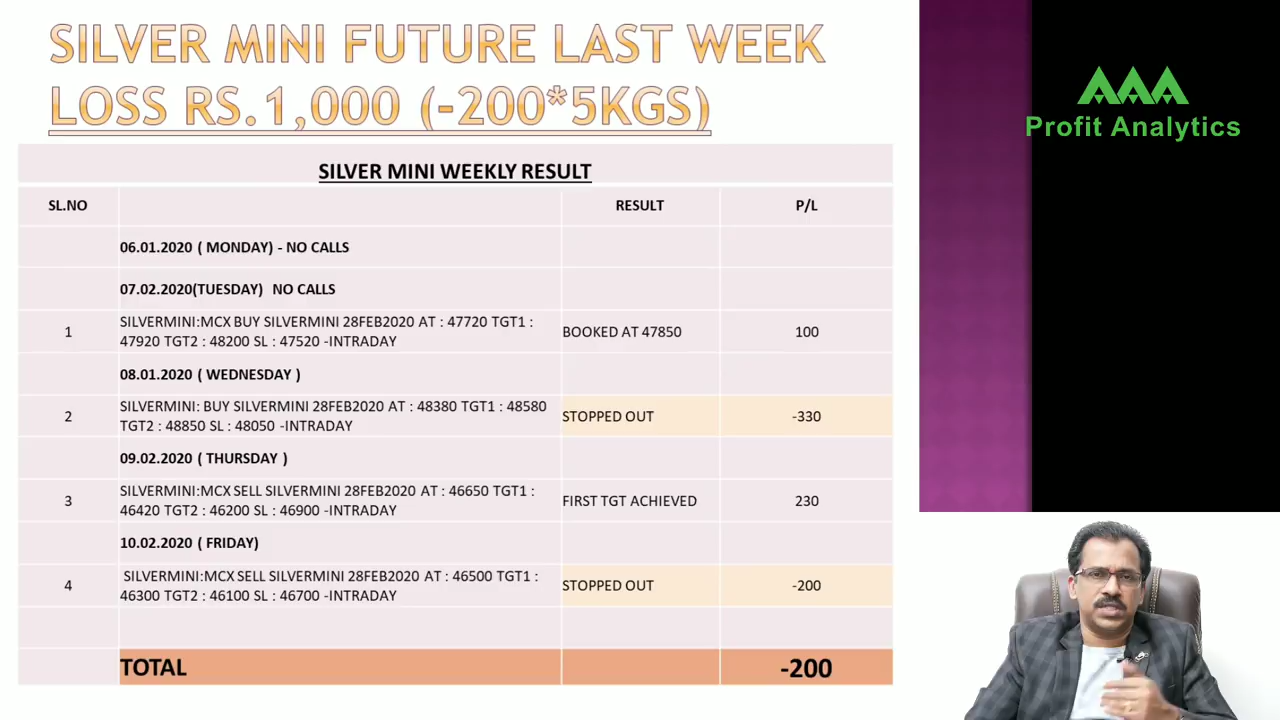 SILVER MINI FUTURE LAST WEEK
LOSS RS.1,000 (-200*5KGS)
Profit Analytics
SILVER MINI WEEKLY RESULT
SL.NO RESULT P/L
06.01.2020 ( MONDAY) - NO CALLS
07.02.2020(TUESDAY) NO CALLS
1 SILVERMINI:MCX BUY SILVERMINI 28FEB2020 AT : 47720 TGT1 :
47920 TGT2 : 48200 SL : 47520 -INTRADAY BOOKED AT 47850 100
08.01.2020 ( WEDNESDAY )
2 SILVERMINI: BUY SILVERMINI 28FEB2020 AT : 48380 TGT1 : 48580
TGT2 : 48850 SL : 48050 -INTRADAY STOPPED OUT -330
09.02.2020 ( THURSDAY )
3 SILVERMINI:MCX SELL SILVERMINI 28FEB2020 AT : 46650 TGT1 :
46420 TGT2 : 46200 SL : 46900 -INTRADAY FIRST TGT ACHIEVED 230
10.02.2020 ( FRIDAY)
4 SILVERMINI:MCX SELL SILVERMINI 28FEB2020 AT : 46500 TGT1 :
46300 TGT2 : 46100 SL : 46700 -INTRADAY STOPPED OUT -200
TOTAL -200